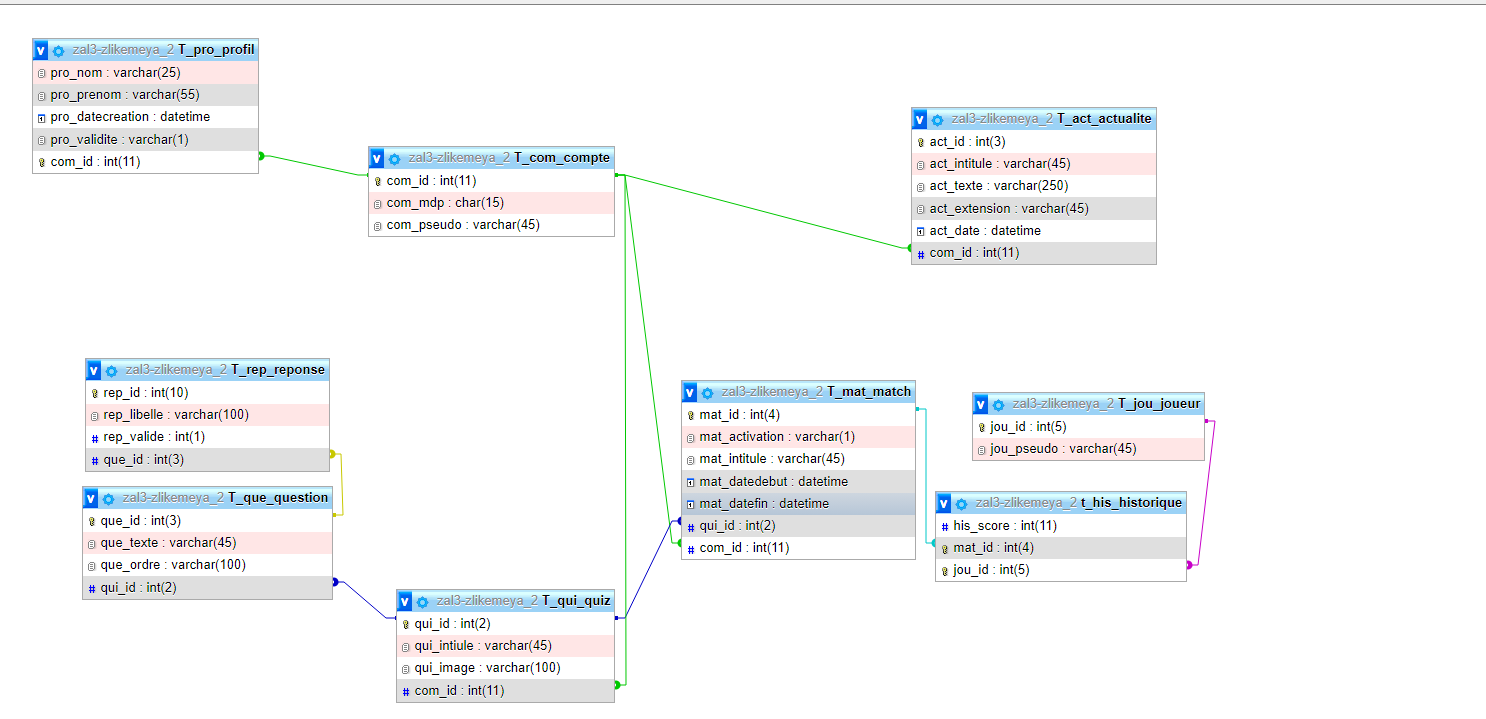 zal3-zlikemeya_2 T_pro_profil
pro_nom : varchar(25)
pro_prenom : varchar(55)
pro_datecreation : datetime
pro_validite : varchar(1)
com_id : int(11)
zal3-zlikemeya_2 T_com_compte
com_id : int(11)
com_mdp : char(15)
com_pseudo : varchar(45)
zal3-zlikemeya_2 T_act_actualite
act_id : int(3)
act_intitule : varchar(45)
act_texte : varchar(250)
act_extension : varchar(45)
act_date : datetime
com_id : int(11)
zal3-zlikemeya_2 T_rep_reponse
rep_id : int(10)
rep_libelle : varchar(100)
rep_valide : int(1)
que_id : int(3)
zal3-zlikemeya_2 T_que_question
que_id : int(3)
que_texte : varchar(45)
que_ordre : varchar(100)
qui_id : int(2)
zal3-zlikemeya_2 T_qui_quiz
qui_id : int(2)
qui_intiule : varchar(45)
qui_image : varchar(100)
com_id : int(11)
zal3-zlikemeya_2 T_mat_match
mat_id : int(4)
mat_activation : varchar(1)
mat_intitule : varchar(45)
mat_datedebut : datetime
mat_datefin : datetime
qui_id : int(2)
com_id : int(11)
zal3-zlikemeya_2 T_jou_joueur
jou_id : int(5)
jou_pseudo : varchar(45)
zal3-zlikemeya_2 t_his_historique
his_score : int(11)
mat_id : int(4)
jou_id : int(5)